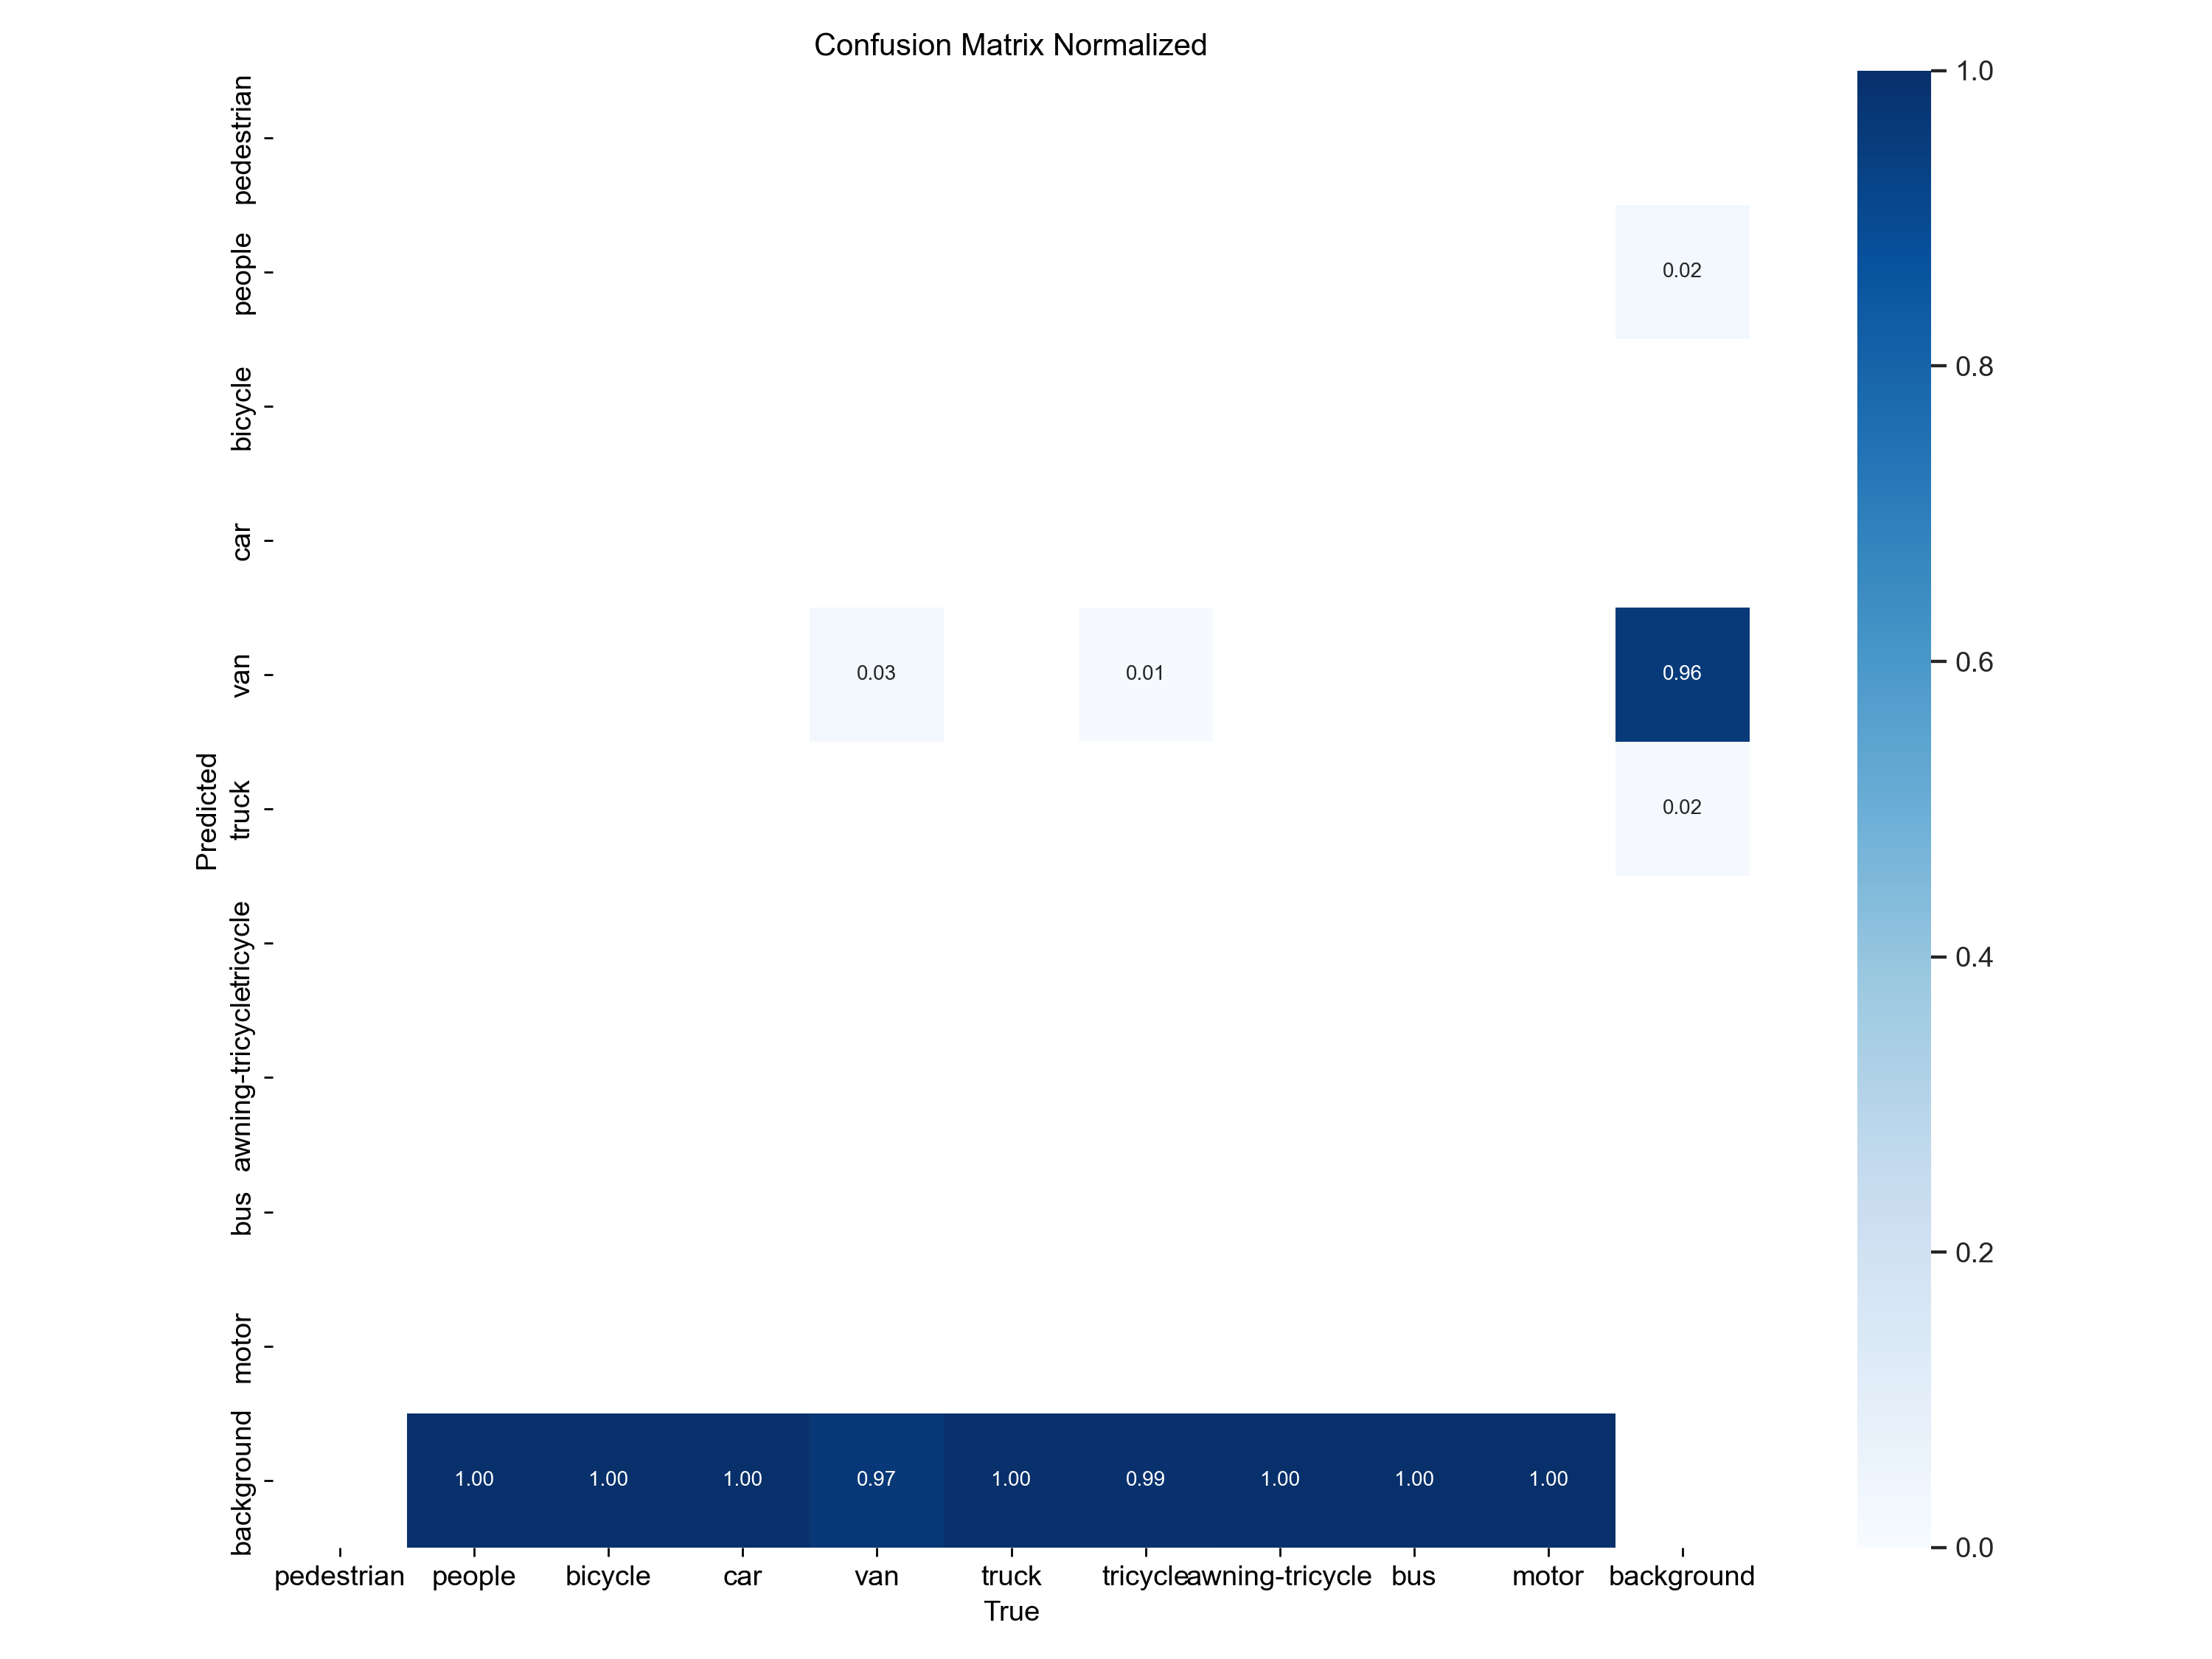 Confusion Matrix Normalized
pedestrian
people
bicycle
car
van
truck
tricycle
awning-tricycle
bus
motor
background
Predicted
0.02
0.03 0.01 0.96
0.02
1.00 1.00 1.00 0.97 1.00 0.99 1.00 1.00 1.00
pedestrian people bicycle car van truck tricycle awning-tricycle bus motor background
True
1.0
0.8
0.6
0.4
0.2
0.0